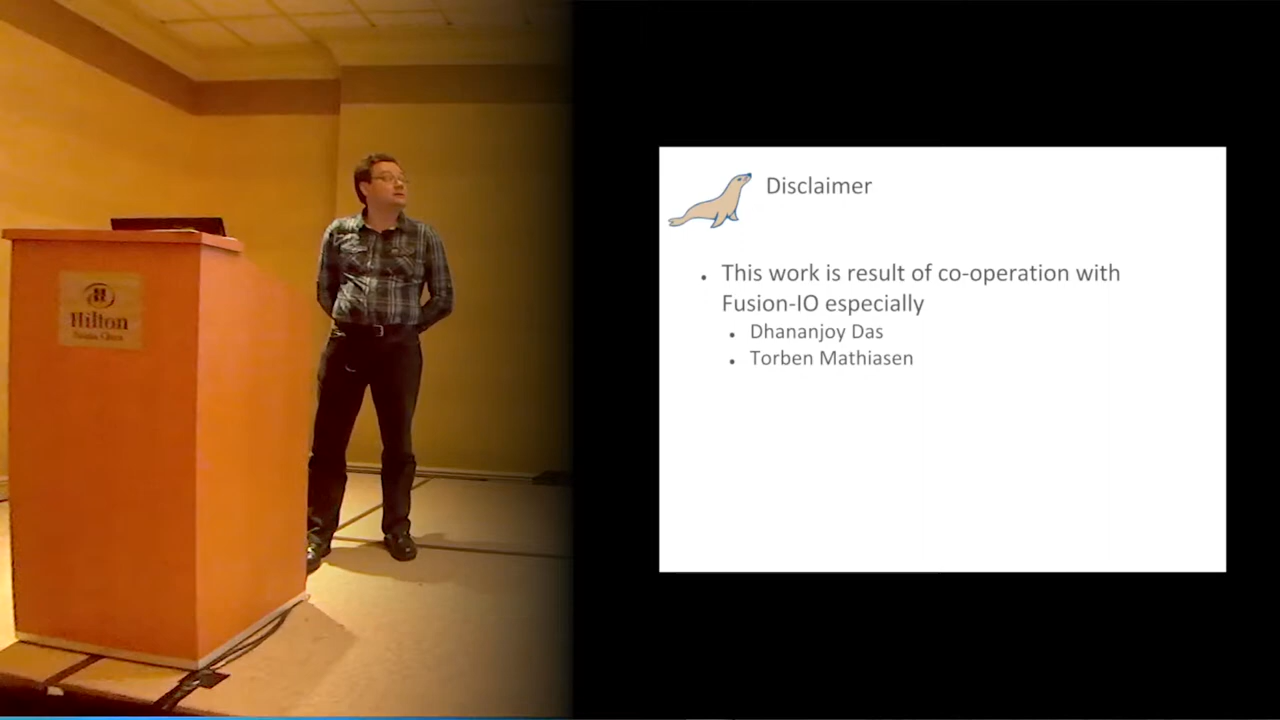 Hilton
Disclaimer
This work is result of co-operation with
Fusion-IO especially
Dhananjoy Das
Torben Mathiasen